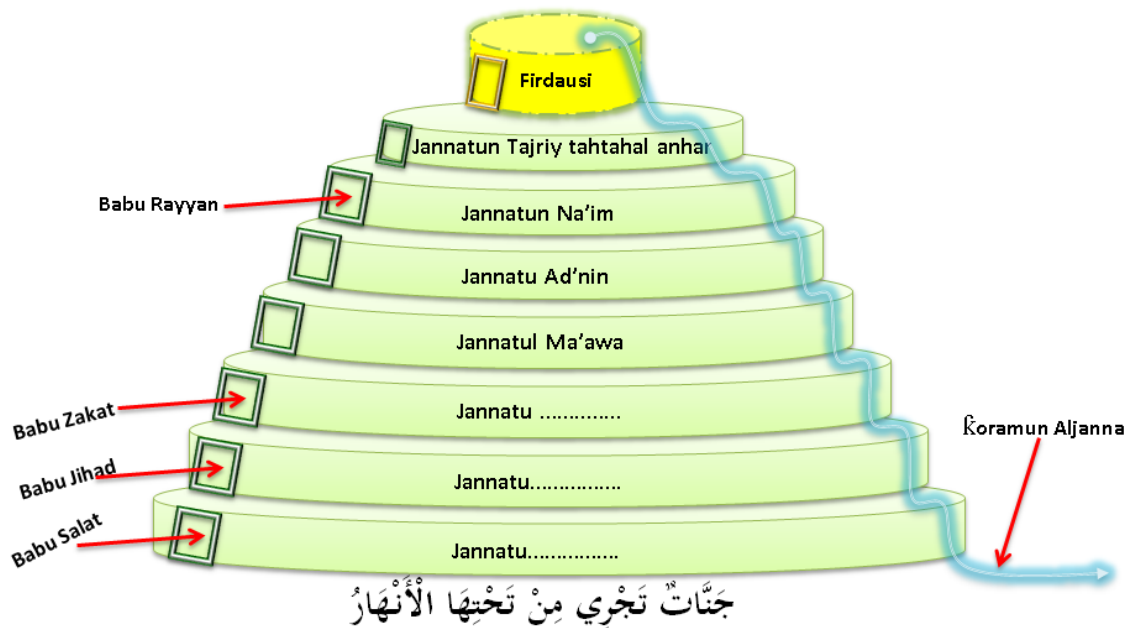 Firdausi
Jannatun Tajriy tahtahal anhar
Babu Rayyan
Jannatun Na’im
Jannatu Ad’nin
Jannatul Ma’awa
Babu Zakat
Jannatu ..............
Ƙoramun Aljanna
Babu Jihad
Jannatu................
Babu Salat
Jannatu................
جَنَّاتٌ تَجْرِي مِنْ تَحْتِهَا الْأَنْهَارُ